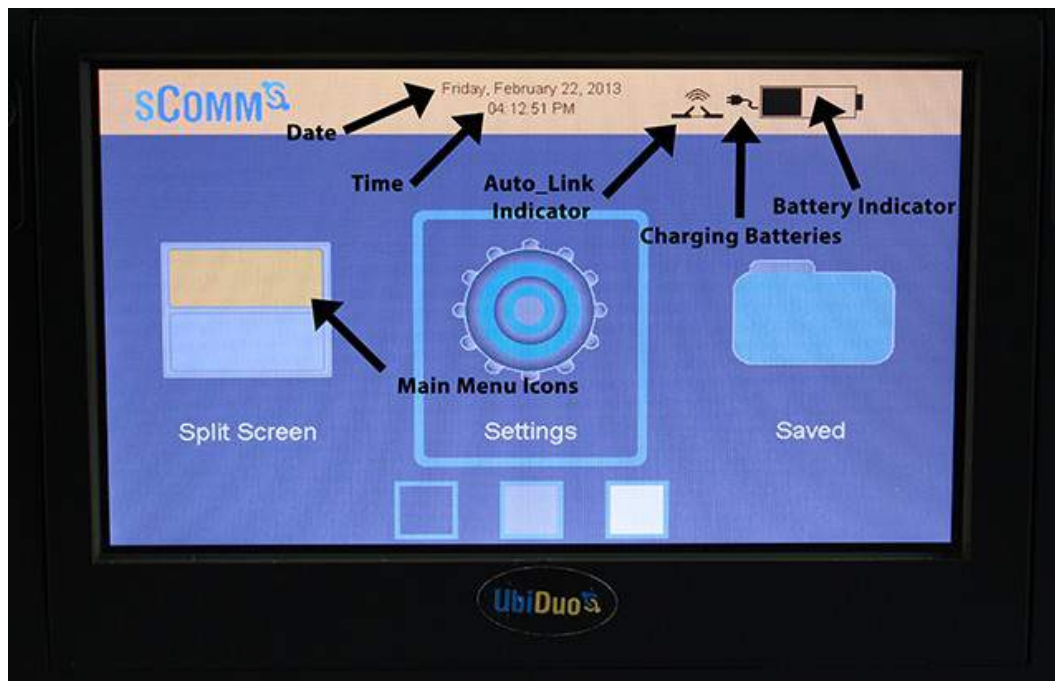 sComm
Friday, February 22, 2013
04:12:51 PM
Date
Time
Auto_Link
Indicator
Charging Batteries
Battery Indicator
Main Menu Icons
Split Screen
Settings
Saved
UbiDuo